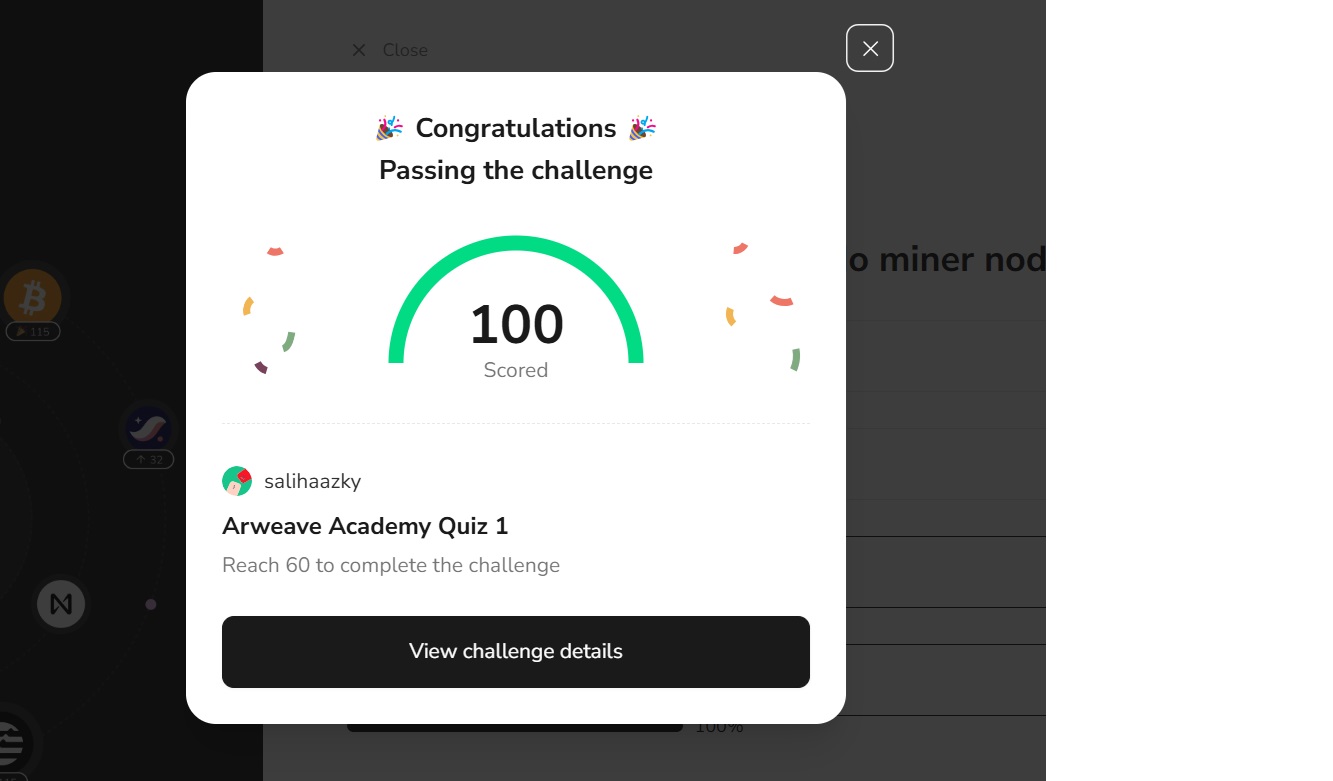 Close
Congratulations
Passing the challenge
o miner nod
100
Scored
115
32
salihaazky
Arweave Academy Quiz 1
Reach 60 to complete the challenge
View challenge details
100%